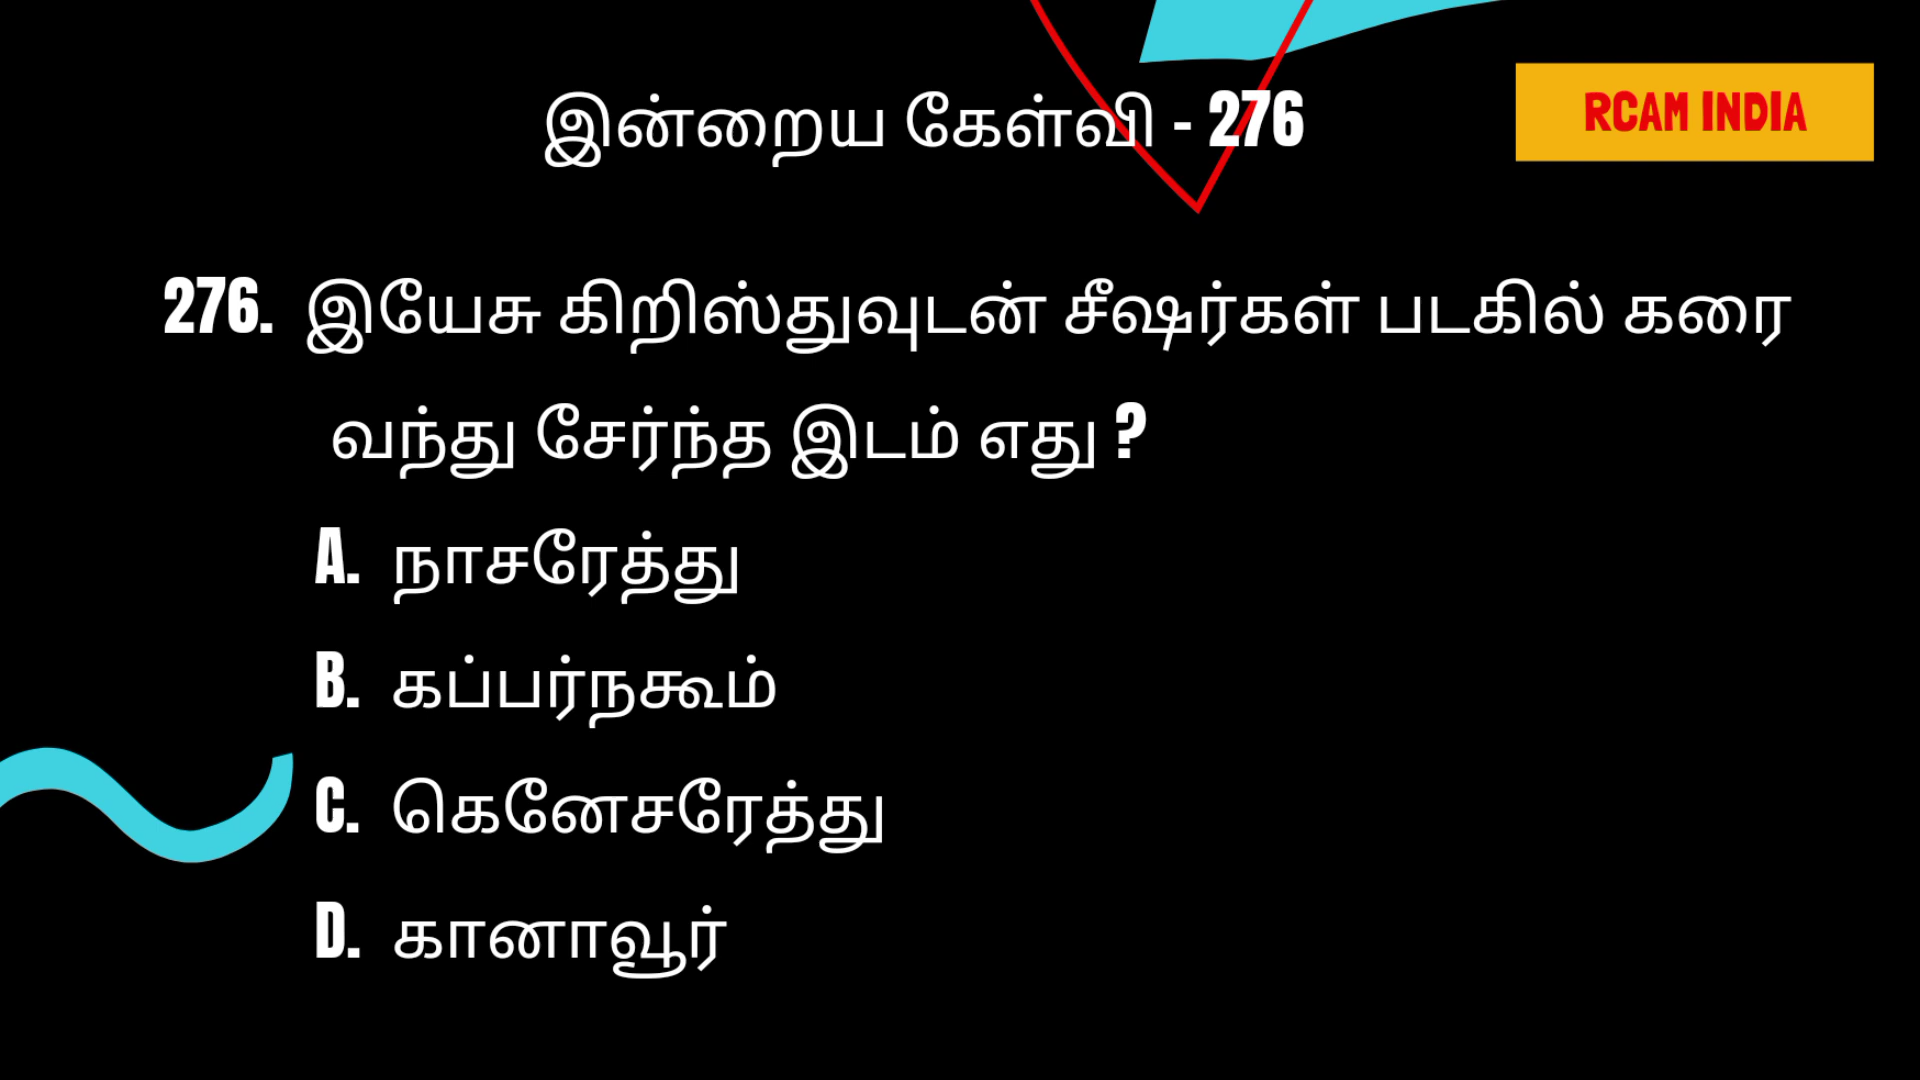 இன்றைய கேள்வி - 276
RCAM INDIA
276. இயேசு கிறிஸ்துவுடன் சீஷர்கள் படகில் கரை
வந்து சேர்ந்த இடம் எது ?
A. நாசரேத்து
B. கப்பர்நகூம்
C. கெனேசரேத்து
D. கானாவூர்